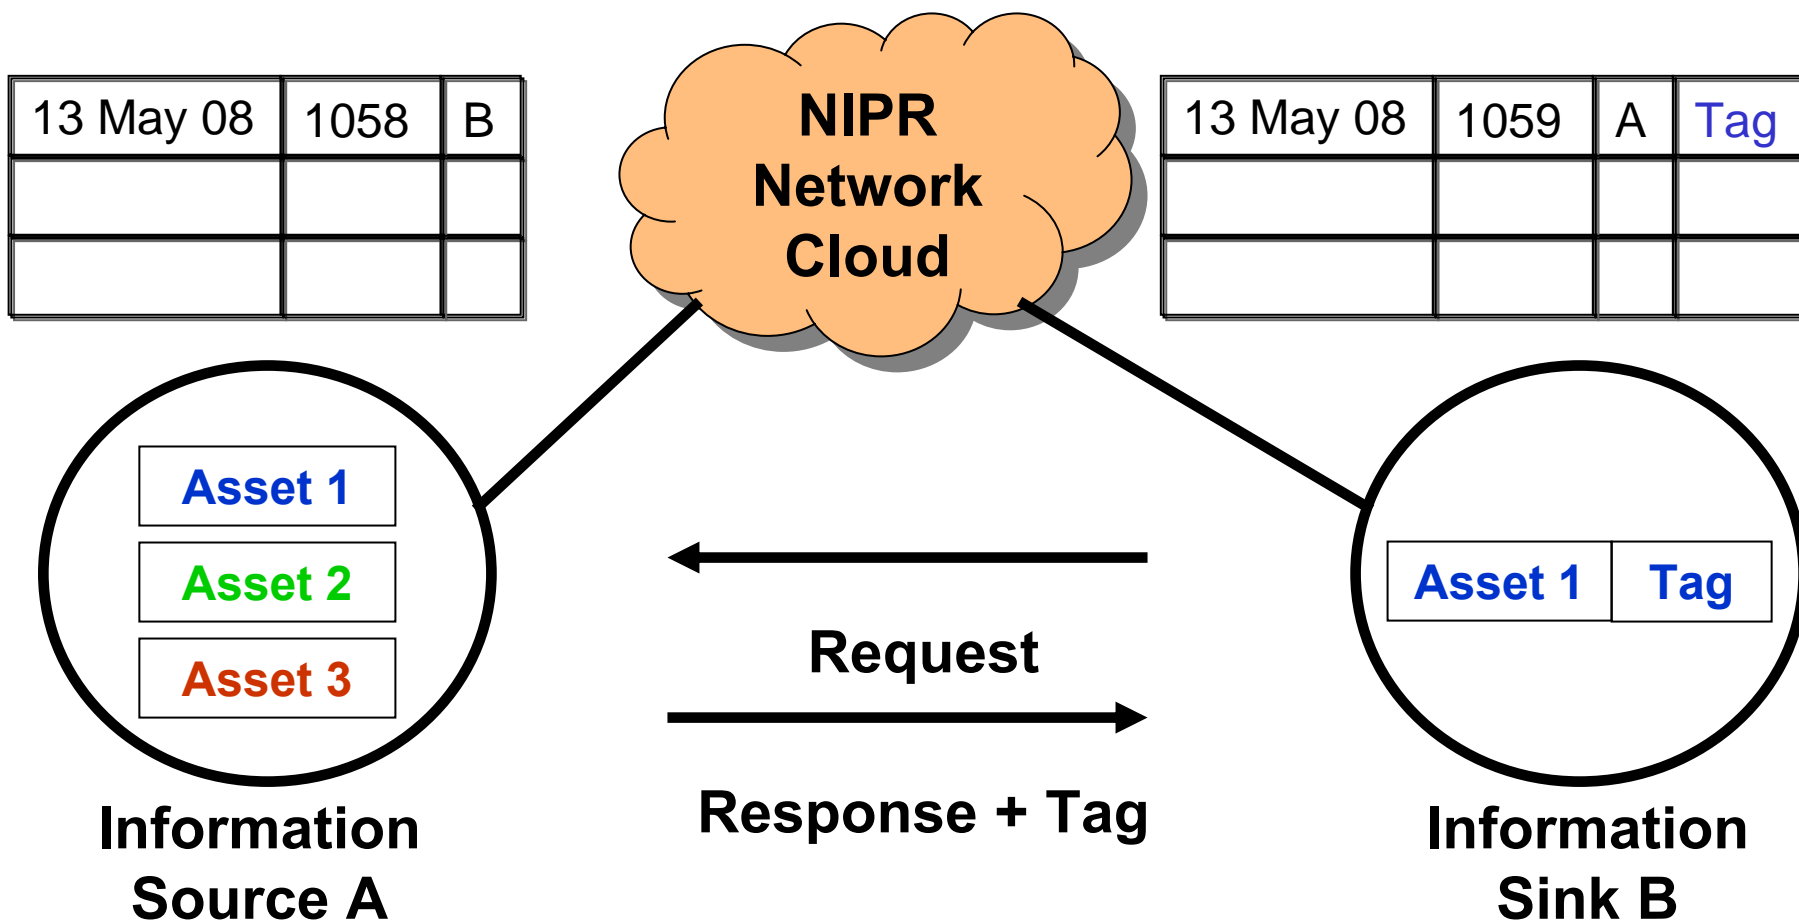 13 May 08 1058 B
NIPR
Network
Cloud
13 May 08 1059 A Tag
Asset 1
Asset 2
Asset 3
Request
Response + Tag
Asset 1 Tag
Information
Source A
Information
Sink B